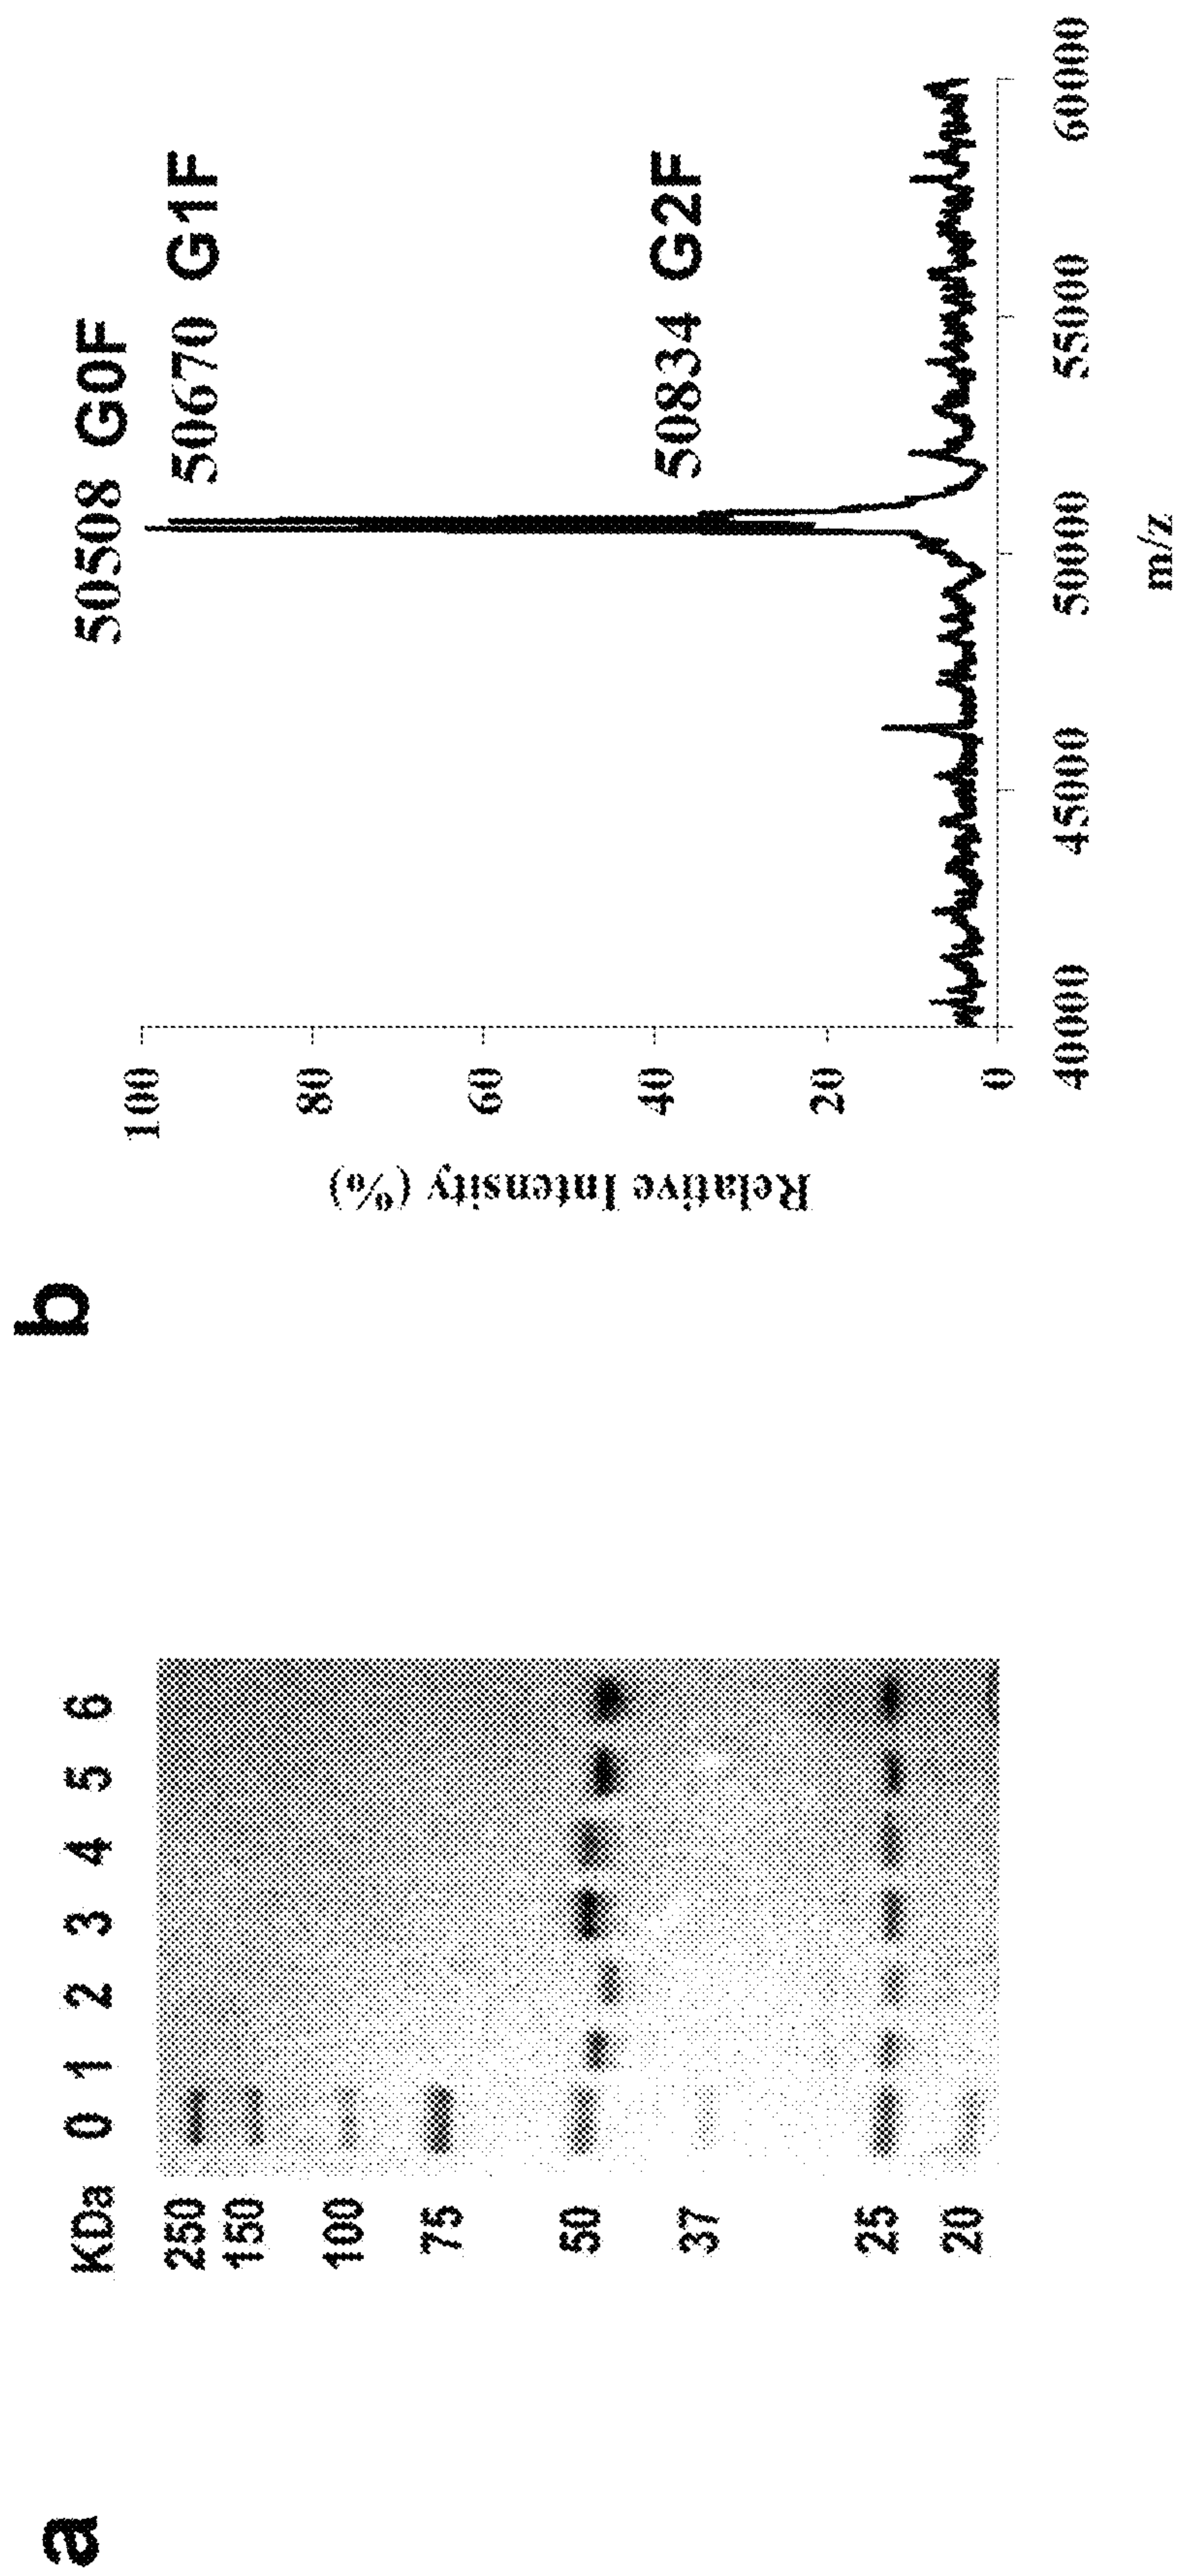 a
KDa 0 1 2 3 4 5 6
250
150
100
75
50
37
25
20
b
50508 G0F
50670 G1F
50834 G2F
Relative Intensity (%)
100
80
60
40
20
0
40000 45000 50000 55000 60000
m/z